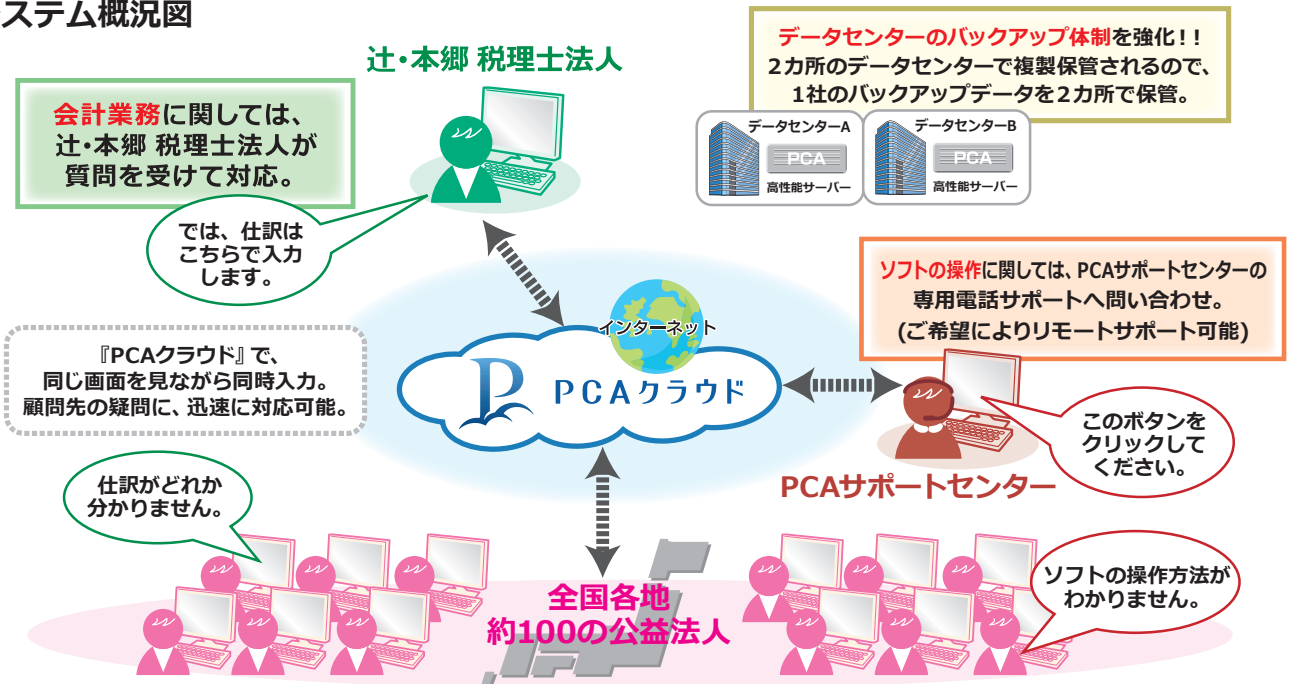 ステム概況図
辻・本郷 税理士法人
会計業務に関しては、
辻・本郷 税理士法人が
質問を受けて対応。
では、仕訳は
こちらで入力
します。
データセンターのバックアップ体制を強化!!
2カ所のデータセンターで複製保管されるので、
1社のバックアップデータを2カ所で保管。
データセンターA
PCA
高性能サーバー
データセンターB
PCA
高性能サーバー
ソフトの操作に関しては、PCAサポートセンターの
専用電話サポートへ問い合わせ。
(ご希望によりリモートサポート可能)
インターネット
P PCAクラウド
『PCAクラウド』で、
同じ画面を見ながら同時入力。
顧問先の疑問に、迅速に対応可能。
このボタンを
クリックして
ください。
PCAサポートセンター
仕訳がどれか
分かりません。
全国各地
約100の公益法人
ソフトの操作方法が
わかりません。